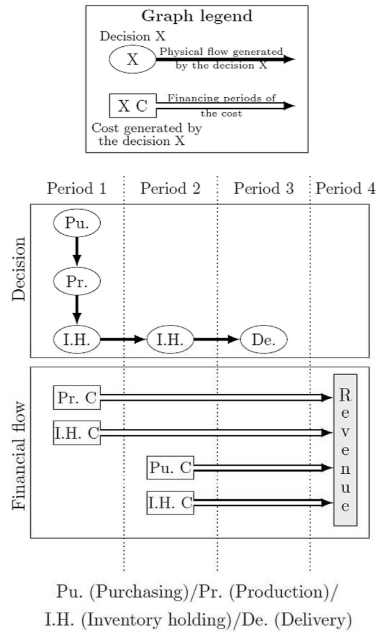 Graph legend
Decision X
X
Physical flow generated
by the decision X
X C
Financing periods of
the cost
Cost generated by
the decision X
Period 1 Period 2 Period 3 Period 4
Decision
Pu.
Pr.
I.H. I.H. De.
Financial flow
Pr. C
I.H. C
Pu. C
I.H. C
Revenue
Pu. (Purchasing)/Pr. (Production)/
I.H. (Inventory holding)/De. (Delivery)